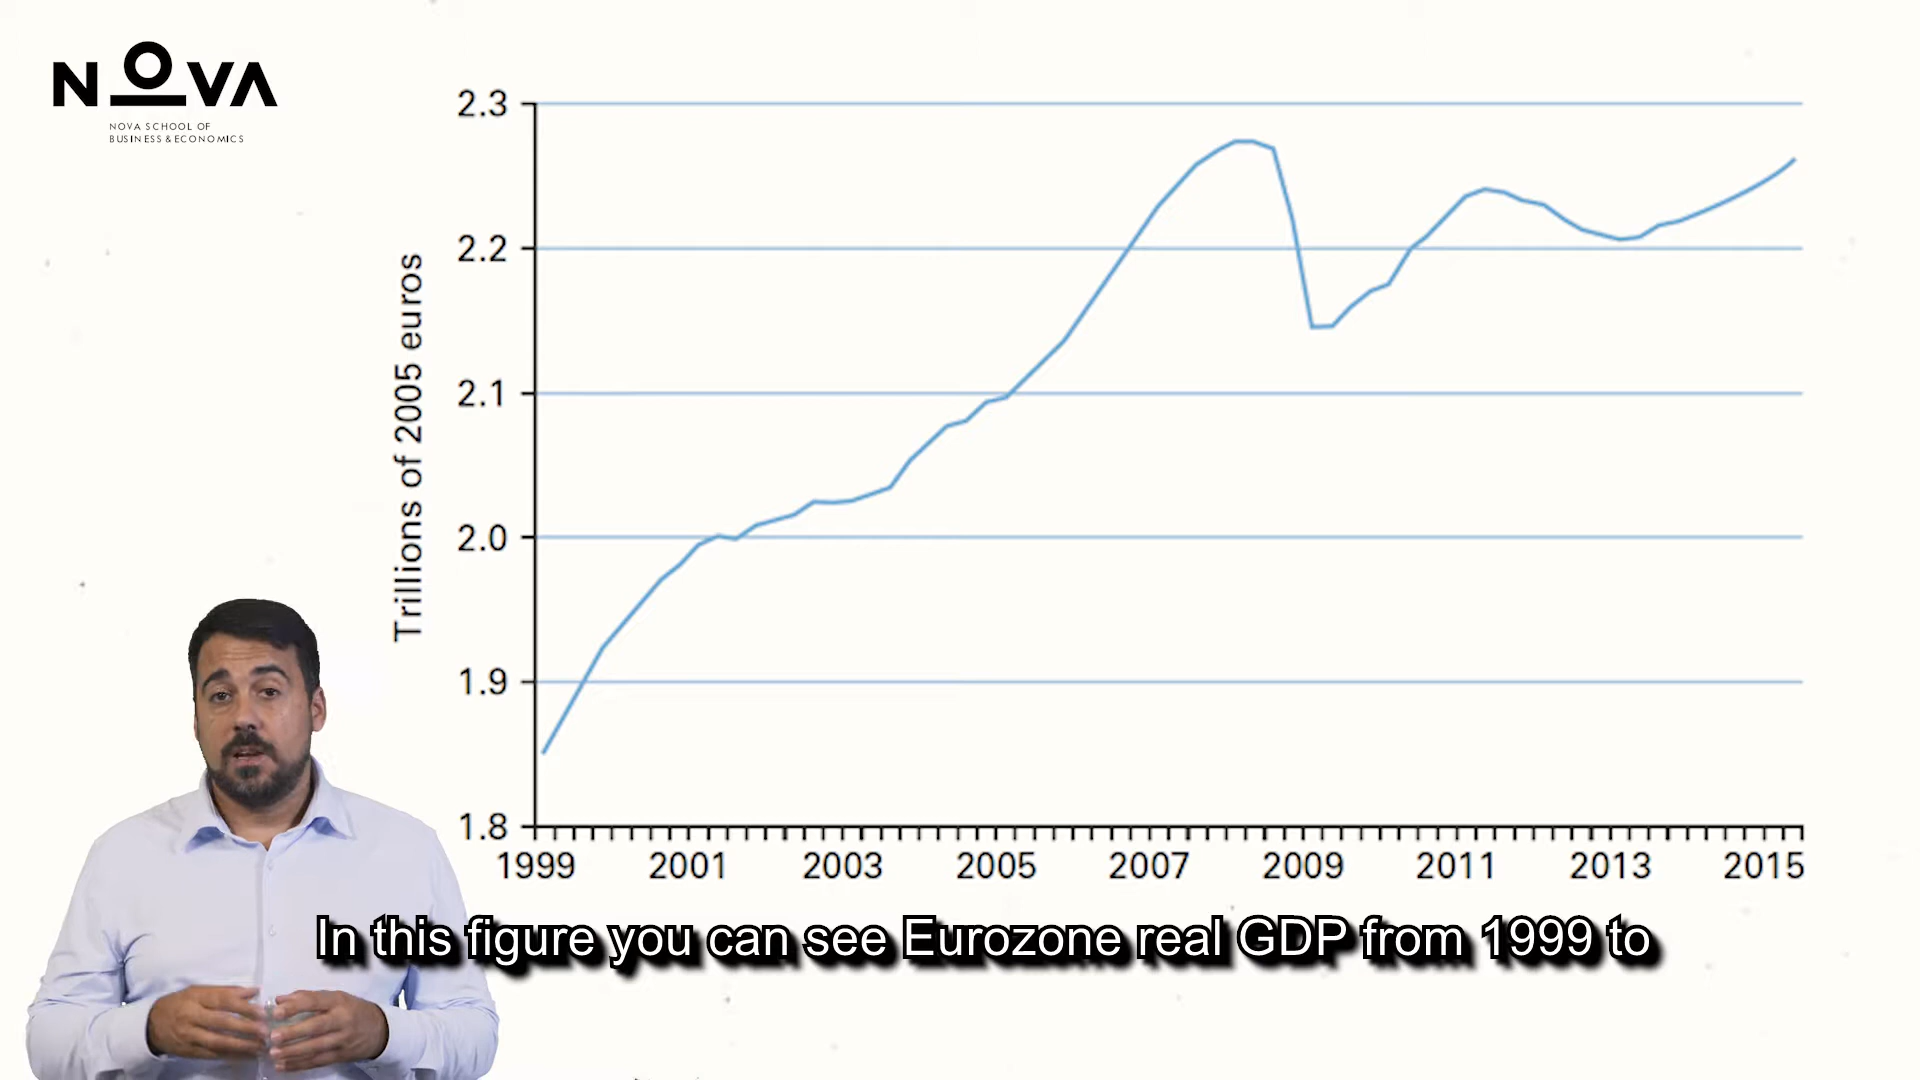 NOVA
NOVA SCHOOL OF
BUSINESS & ECONOMICS
Trillions of 2005 euros
2.3
2.2
2.1
2.0
1.9
1.8
1999 2001 2003 2005 2007 2009 2011 2013 2015
In this figure you can see Eurozone real GDP from 1999 to